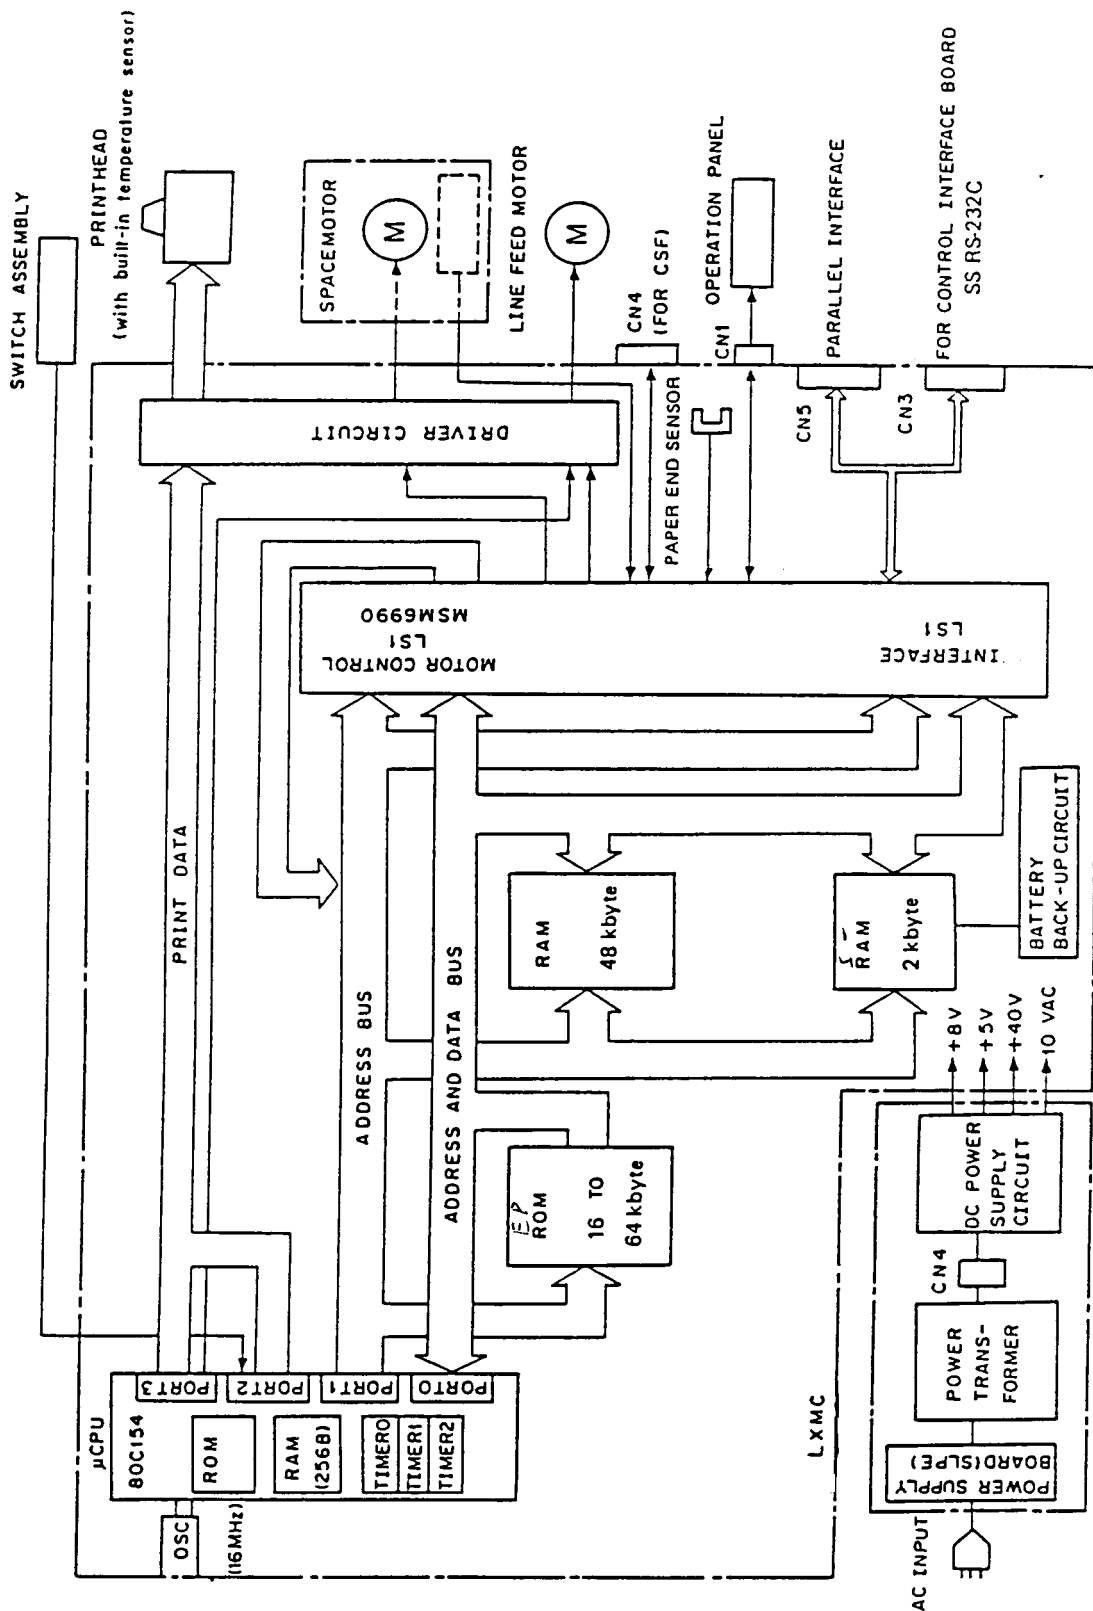 SWITCH ASSEMBLY
PRINTHEAD
(with built-in temperature sensor)
SPACEMOTOR
M
LINE FEED MOTOR
M
CN4
(FOR CSF)
PAPER END SENSOR
CN1
OPERATION PANEL
CN5
PARALLEL INTERFACE
CN3
FOR CONTROL INTERFACE BOARD
SS RS-232C
DRIVER CIRCUIT
PRINT DATA
MOTOR CONTROL
LS1
MSM6990
INTERFACE
LS1
ADDRESS BUS
ADDRESS AND DATA BUS
RAM
48 kbyte
S-
RAM
2 kbyte
BATTERY
BACK-UP CIRCUIT
EP
ROM
16 TO
64 kbyte
µCPU
80C154
ROM
RAM
(256B)
TIMER0
TIMER1
TIMER2
PORT3
PORT2
PORT1
PORT0
OSC
(16MHz)
LXMC
+8V
+5V
+40V
10 VAC
DC POWER
SUPPLY
CIRCUIT
CN4
POWER
TRANS-
FORMER
POWER SUPPLY
BOARD(SLPE)
AC INPUT